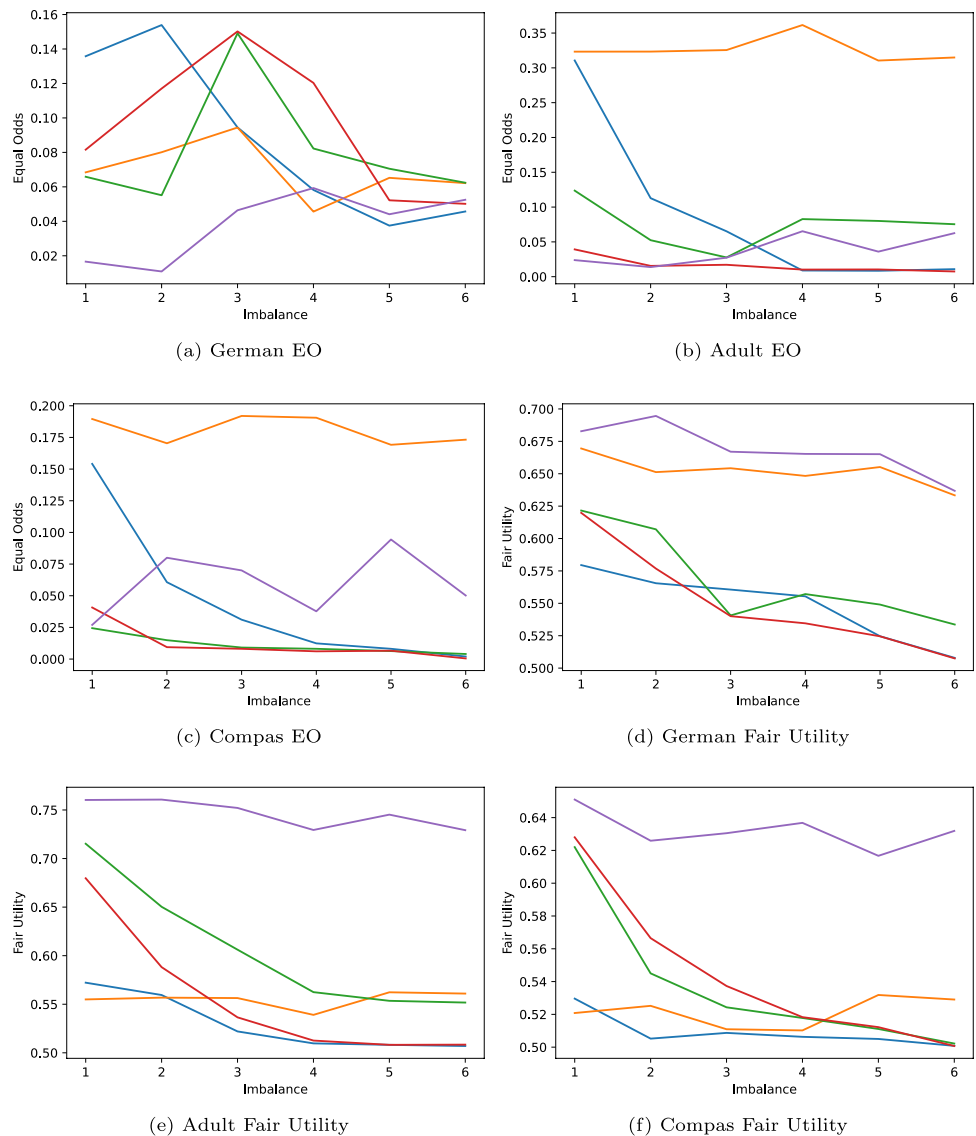 0.16
0.14
0.12
0.10
0.08
0.06
0.04
0.02
Equal Odds
1 2 3 4 5 6
Imbalance
(a) German EO
0.35
0.30
0.25
0.20
0.15
0.10
0.05
0.00
Equal Odds
1 2 3 4 5 6
Imbalance
(b) Adult EO
0.200
0.175
0.150
0.125
0.100
0.075
0.050
0.025
0.000
Equal Odds
1 2 3 4 5 6
Imbalance
(c) Compas EO
0.700
0.675
0.650
0.625
0.600
0.575
0.550
0.525
0.500
Fair Utility
1 2 3 4 5 6
Imbalance
(d) German Fair Utility
0.75
0.70
0.65
0.60
0.55
0.50
Fair Utility
1 2 3 4 5 6
Imbalance
(e) Adult Fair Utility
0.64
0.62
0.60
0.58
0.56
0.54
0.52
0.50
Fair Utility
1 2 3 4 5 6
Imbalance
(f) Compas Fair Utility